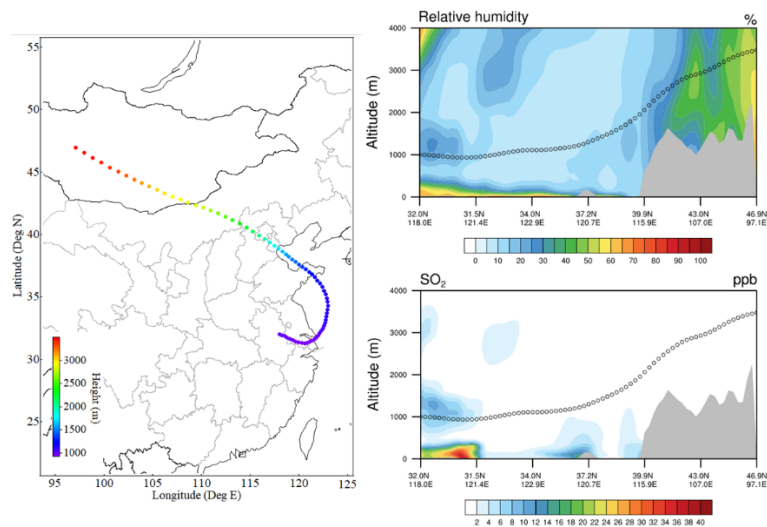 55
50
45
40
35
30
25
Latitude (Deg N)
3000
2500
2000
1500
1000
Height (m)
95 100 105 110 115 120 125
Longitude (Deg E)
Relative humidity %
4000
3000
2000
1000
0
Altitude (m)
32.0N 31.5N 34.0N 37.2N 39.9N 43.0N 46.9N
118.0E 121.4E 122.9E 120.7E 115.9E 107.0E 97.1E
10 20 30 40 50 60 70 80 90 100
SO2 ppb
4000
3000
2000
1000
0
Altitude (m)
32.0N 31.5N 34.0N 37.2N 39.9N 43.0N 46.9N
118.0E 121.4E 122.9E 120.7E 115.9E 107.0E 97.1E
2 4 6 8 10 12 14 16 18 20 22 24 26 28 30 32 34 36 38 40